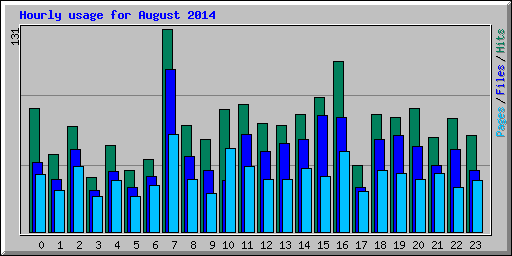 Hourly usage for August 2014
131
Pages / Files / Hits
0 1 2 3 4 5 6 7 8 9 10 11 12 13 14 15 16 17 18 19 20 21 22 23